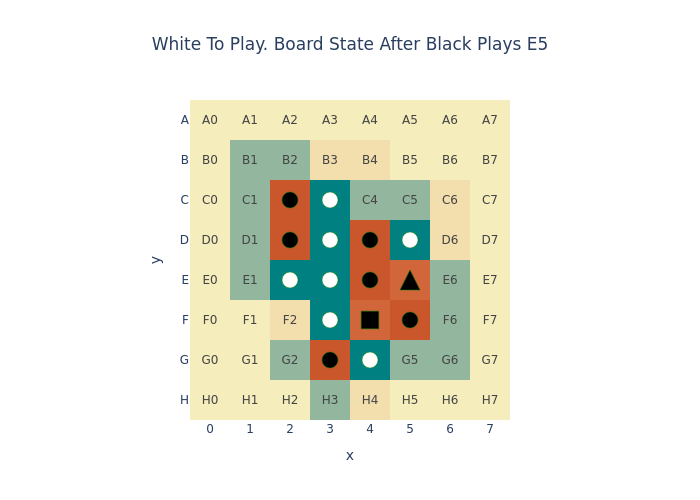 White To Play. Board State After Black Plays E5
A A0 A1 A2 A3 A4 A5 A6 A7
B B0 B1 B2 B3 B4 B5 B6 B7
C C0 C1 C4 C5 C6 C7
D D0 D1 D6 D7
y
E E0 E1 E6 E7
F F0 F1 F2 F6 F7
G G0 G1 G2 G5 G6 G7
H H0 H1 H2 H3 H4 H5 H6 H7
0 1 2 3 4 5 6 7
x